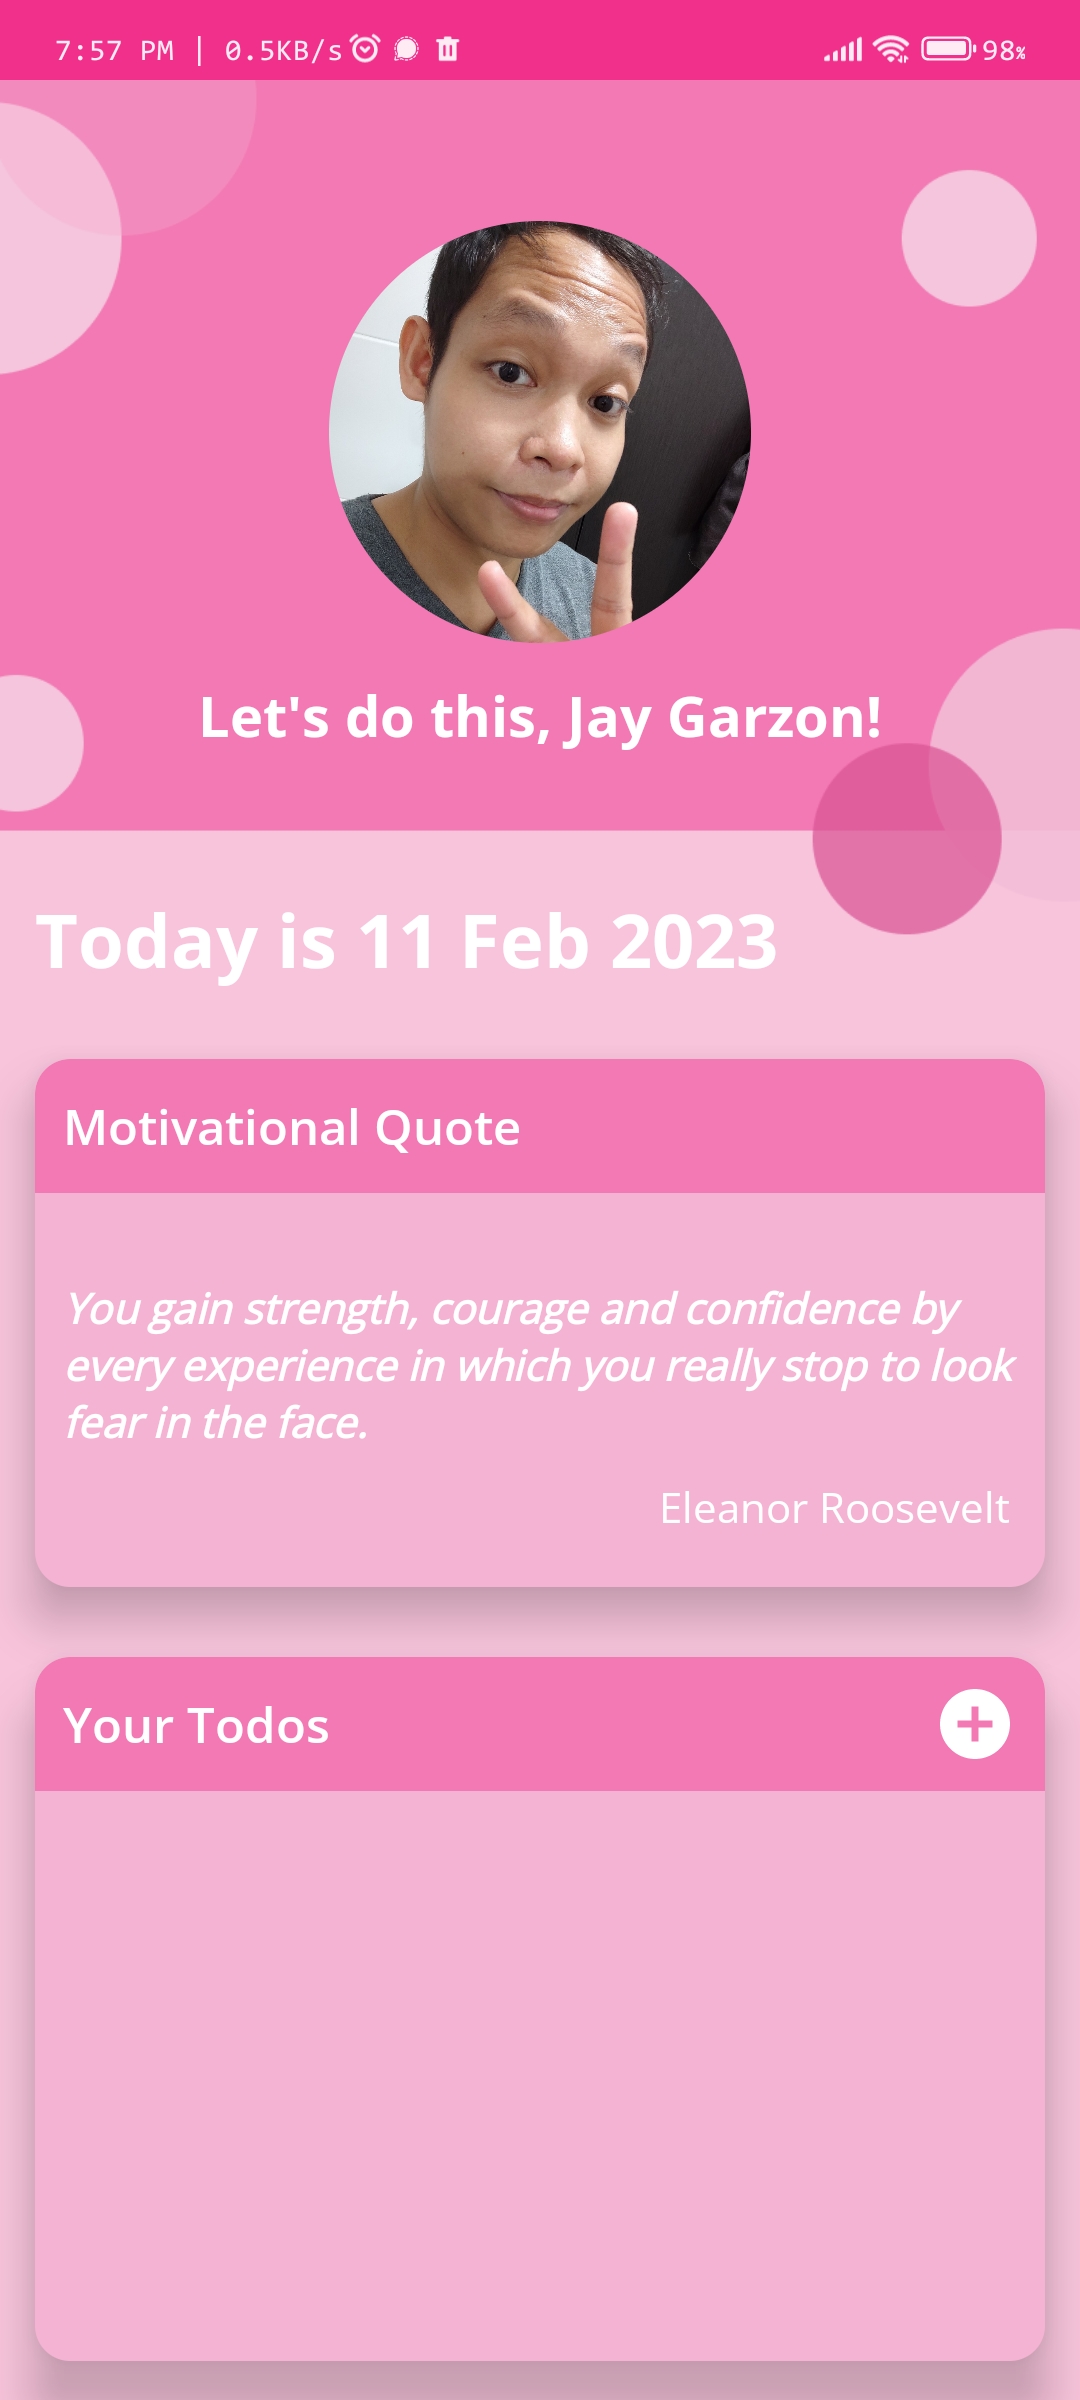 7:57 PM | 0.5KB/s
98%
Let's do this, Jay Garzon!
Today is 11 Feb 2023
Motivational Quote
You gain strength, courage and confidence by
every experience in which you really stop to look
fear in the face.
Eleanor Roosevelt
Your Todos